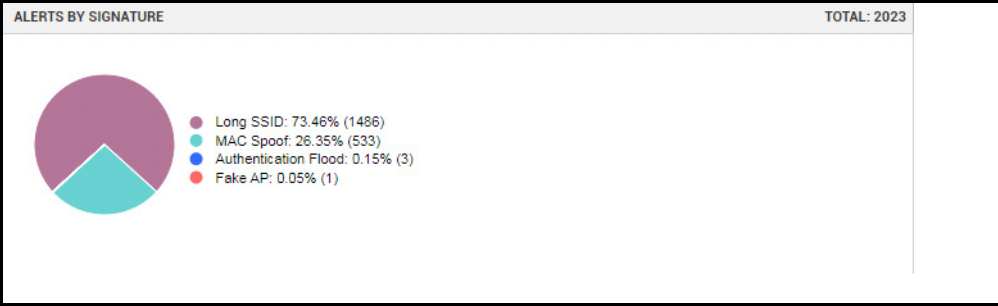 ALERTS BY SIGNATURE TOTAL: 2023
Long SSID: 73.46% (1486)
MAC Spoof: 26.35% (533)
Authentication Flood: 0.15% (3)
Fake AP: 0.05% (1)